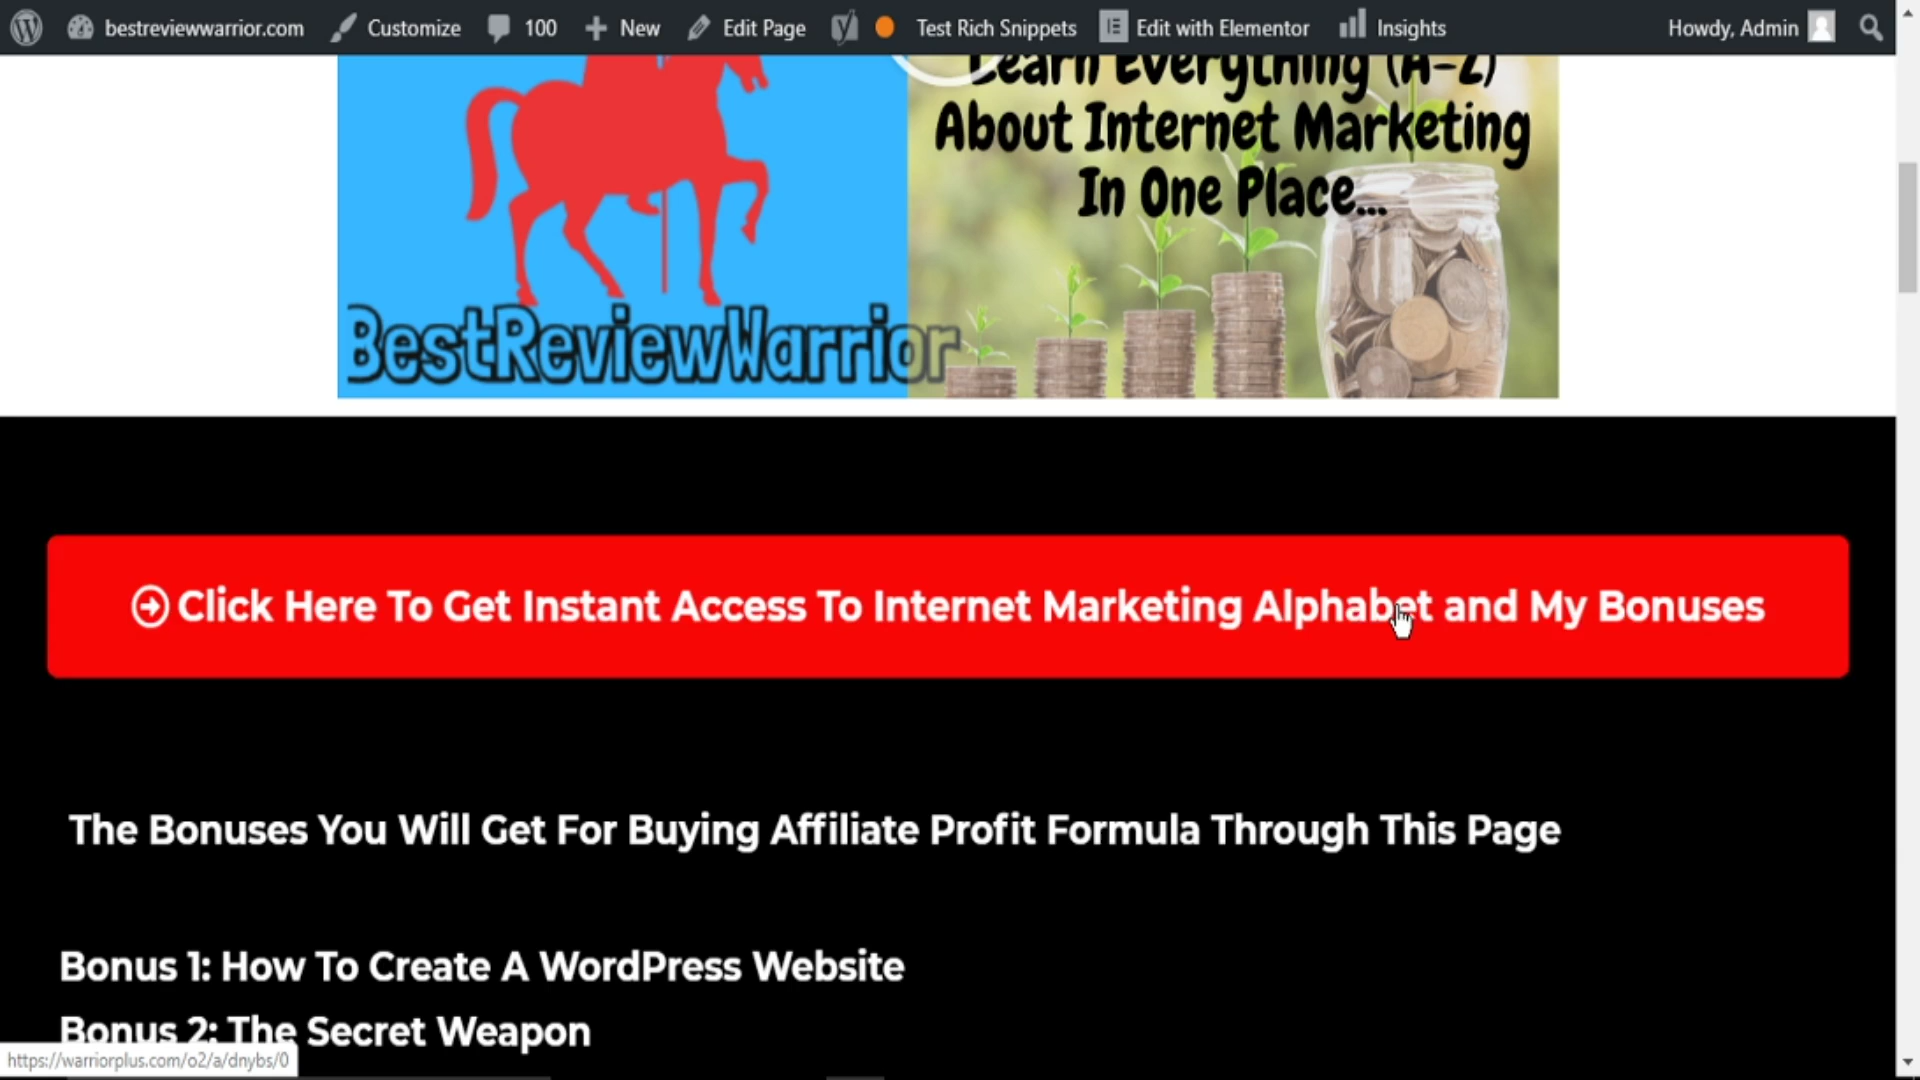 bestreviewwarrior.com Customize 100 New Edit Page Test Rich Snippets Edit with Elementor Insights Howdy, Admin
Learn Everything (A-Z)
About Internet Marketing
In One Place...
BestReviewWarrior
Click Here To Get Instant Access To Internet Marketing Alphabet and My Bonuses
The Bonuses You Will Get For Buying Affiliate Profit Formula Through This Page
Bonus 1: How To Create A WordPress Website
Bonus 2: The Secret Weapon
https://warriorplus.com/o2/a/dnybs/0